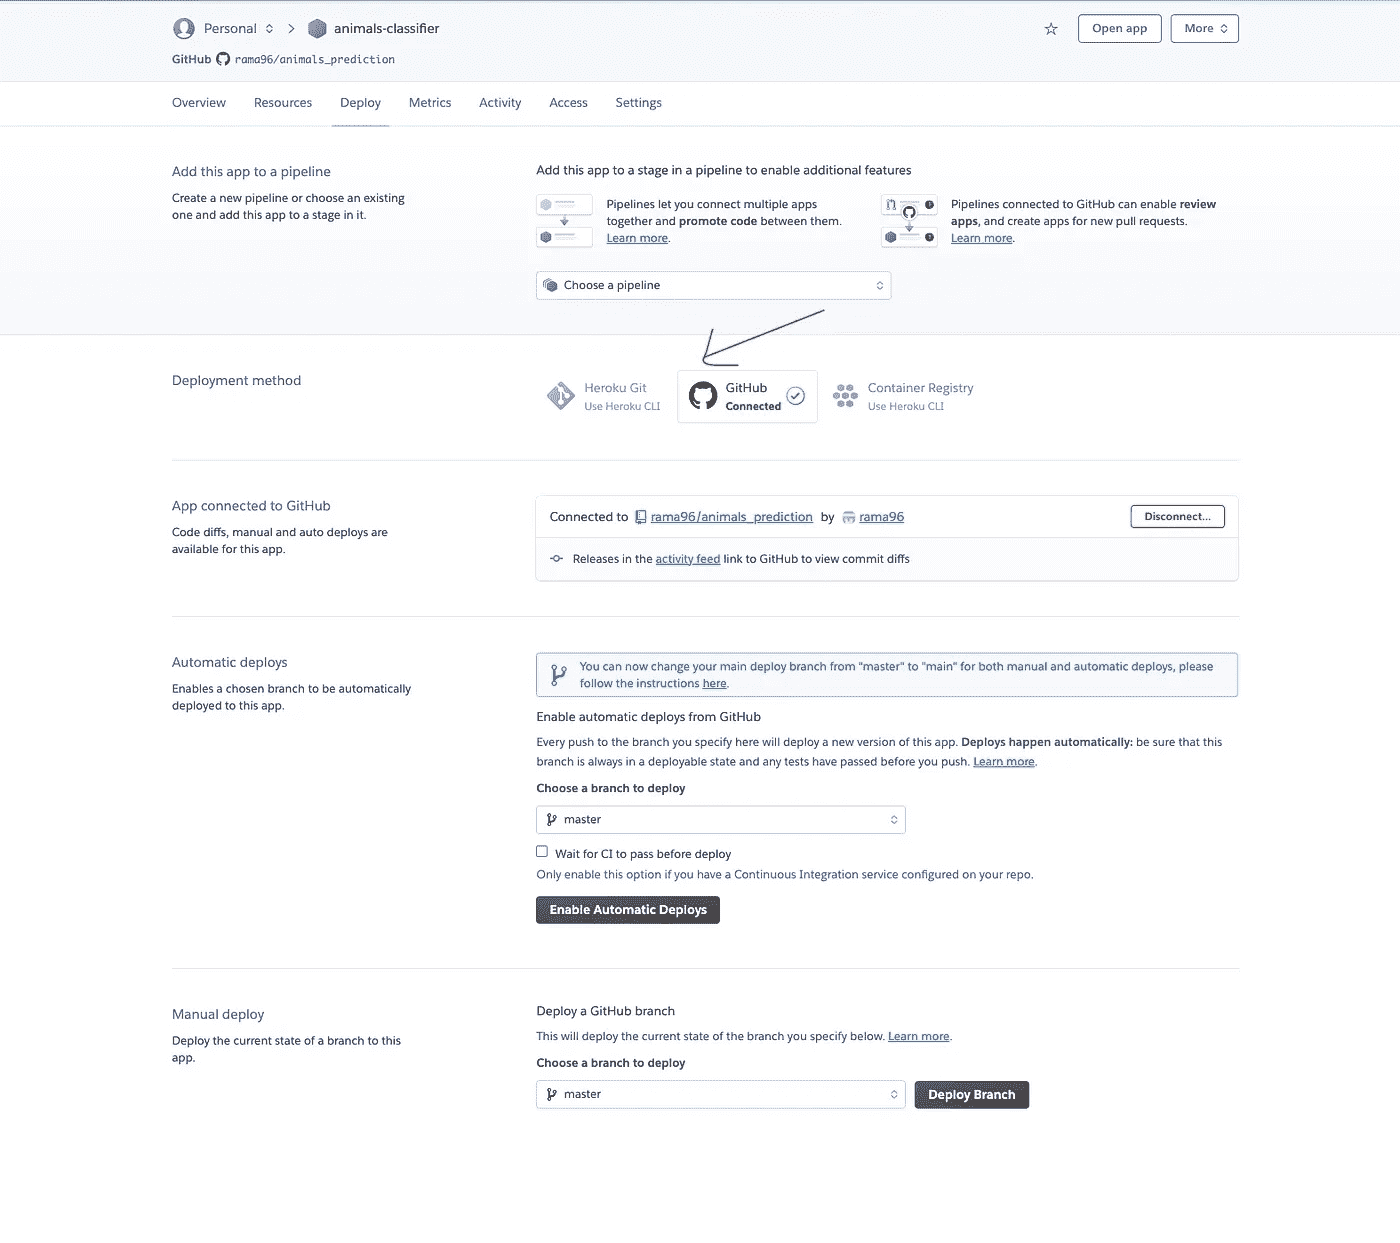 Personal
animals-classifier
Open app
More
GitHub rama96/animals_prediction
Overview
Resources
Deploy
Metrics
Activity
Access
Settings
Add this app to a pipeline
Create a new pipeline or choose an existing
one and add this app to a stage in it.
Add this app to a stage in a pipeline to enable additional features
Pipelines let you connect multiple apps
together and promote code between them.
Learn more.
Pipelines connected to GitHub can enable review
apps, and create apps for new pull requests.
Learn more.
Choose a pipeline
Deployment method
Heroku Git
Use Heroku CLI
GitHub
Connected
Container Registry
Use Heroku CLI
App connected to GitHub
Code diffs, manual and auto deploys are
available for this app.
Connected to rama96/animals_prediction by rama96
Disconnect...
Releases in the activity feed link to GitHub to view commit diffs
Automatic deploys
Enables a chosen branch to be automatically
deployed to this app.
You can now change your main deploy branch from "master" to "main" for both manual and automatic deploys, please
follow the instructions here.
Enable automatic deploys from GitHub
Every push to the branch you specify here will deploy a new version of this app. Deploys happen automatically: be sure that this
branch is always in a deployable state and any tests have passed before you push. Learn more.
Choose a branch to deploy
master
Wait for CI to pass before deploy
Only enable this option if you have a Continuous Integration service configured on your repo.
Enable Automatic Deploys
Manual deploy
Deploy the current state of a branch to this
app.
Deploy a GitHub branch
This will deploy the current state of the branch you specify below. Learn more.
Choose a branch to deploy
master
Deploy Branch